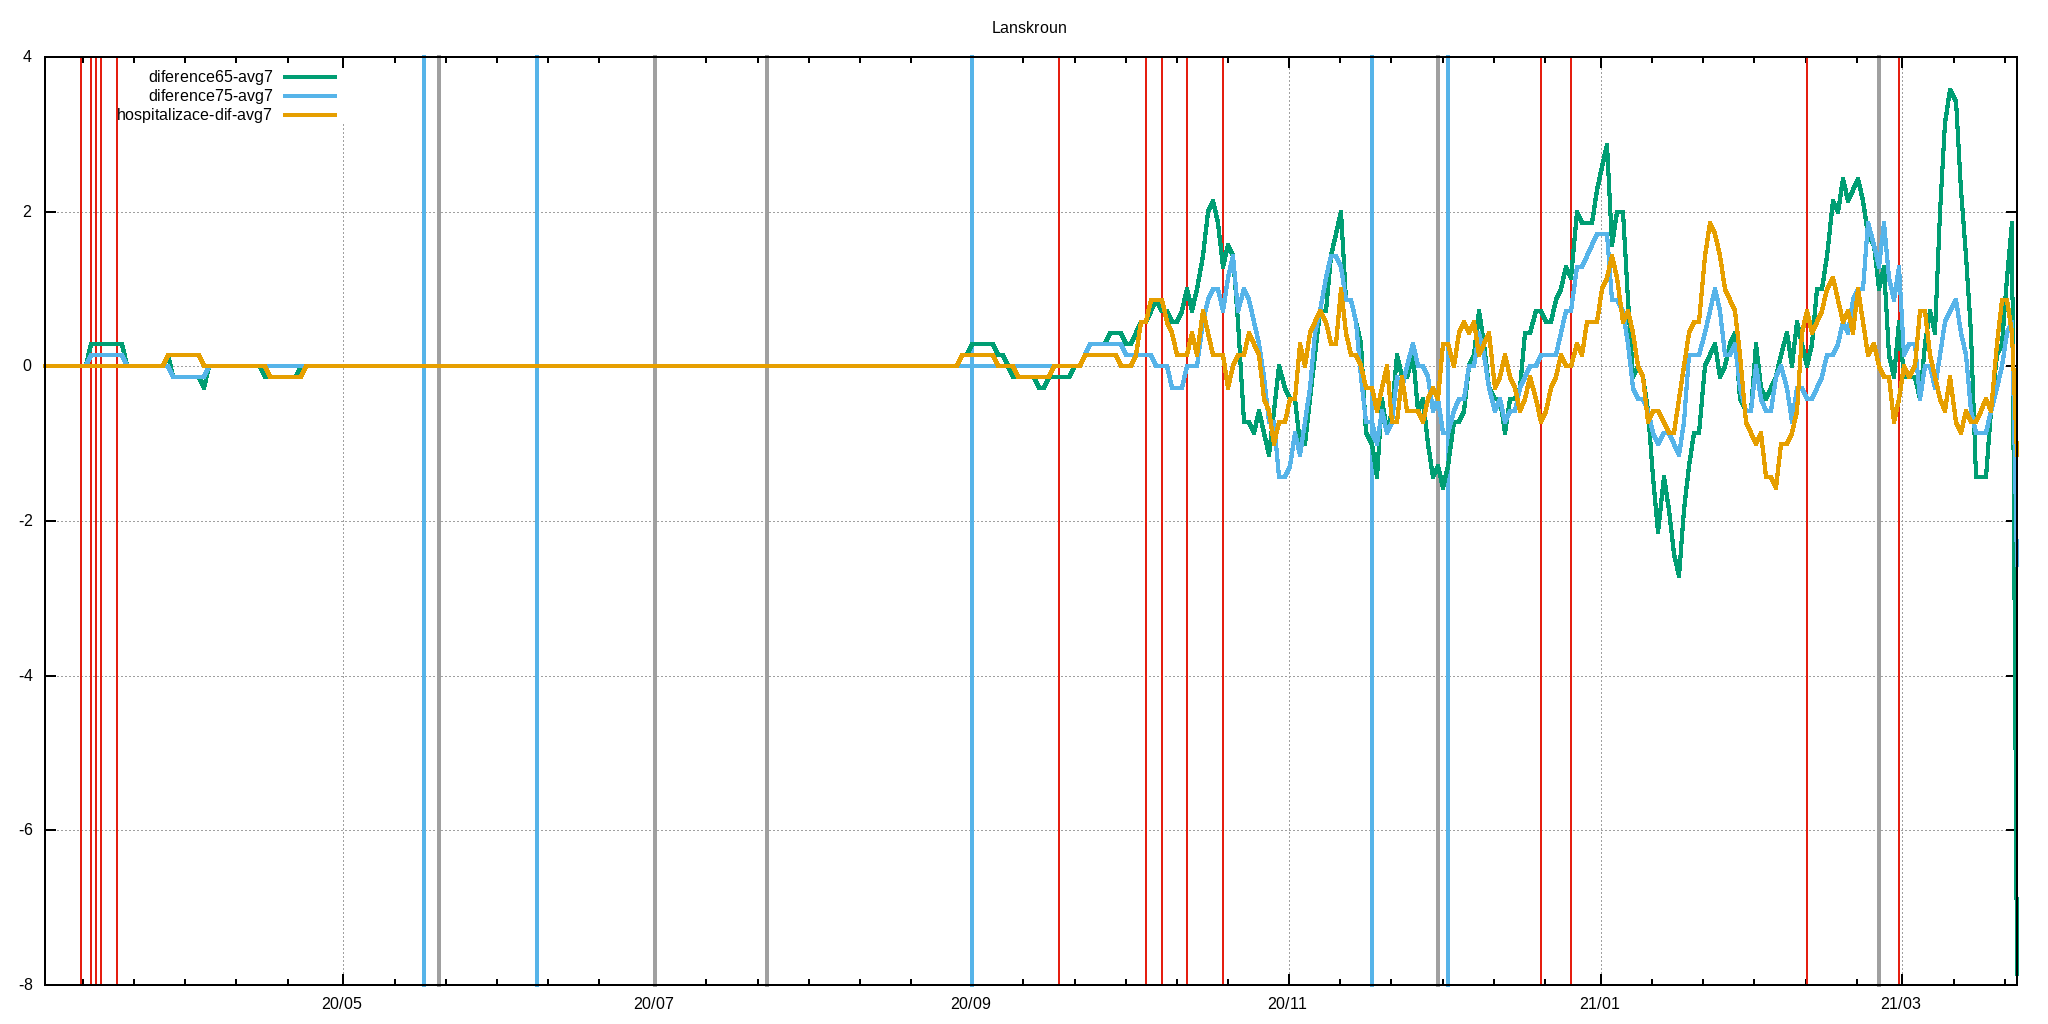 Lanskroun
4
diference65-avg7
diference75-avg7
hospitalizace-dif-avg7
2
0
-2
-4
-6
-8
20/05 20/07 20/09 20/11 21/01 21/03